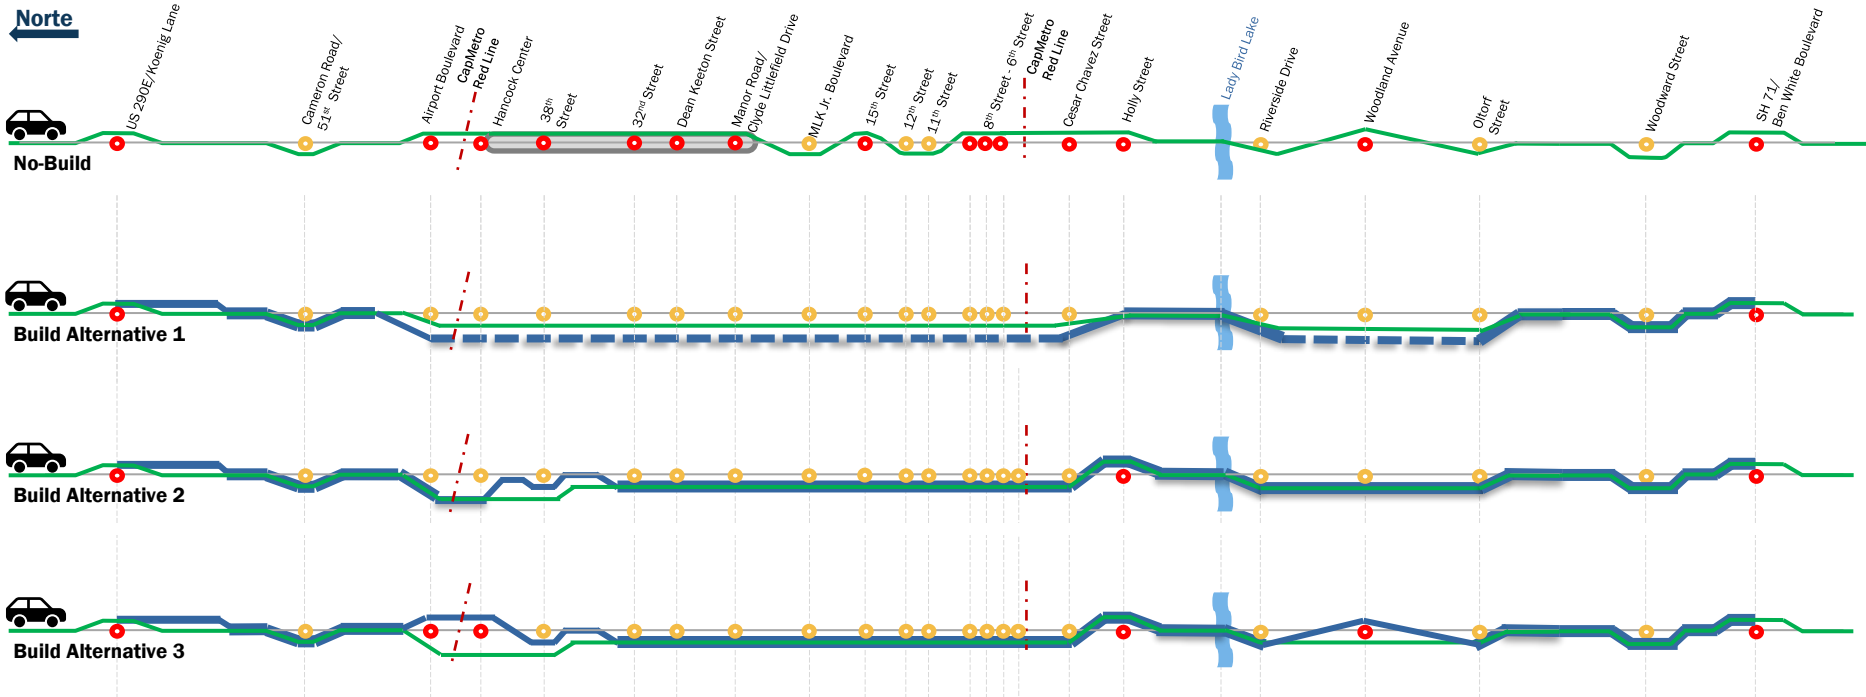 Norte
US 290E/Koenig Lane
Cameron Road/
51st Street
Airport Boulevard
CapMetro
Red Line
Hancock Center
38th
Street
32nd Street
Dean Keeton Street
Manor Road/
Clyde Littlefield Drive
MLK Jr. Boulevard
15th Street
12th Street
11th Street
8th Street - 6th Street
CapMetro
Red Line
Cesar Chavez Street
Holly Street
Lady Bird Lake
Riverside Drive
Woodland Avenue
Oltorf
Street
Woodward Street
SH 71/
Ben White Boulevard
No-Build
Build Alternative 1
Build Alternative 2
Build Alternative 3